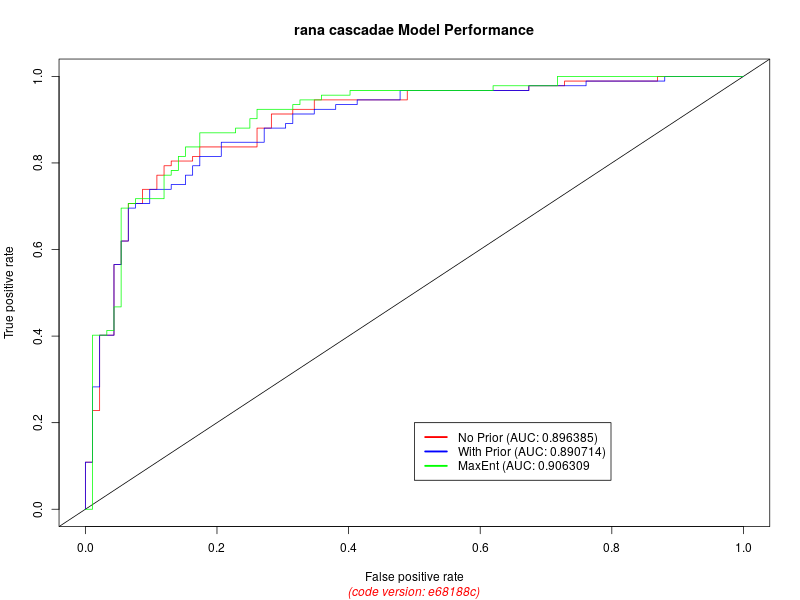 rana cascadae Model Performance
True positive rate
1.0
0.8
0.6
0.4
0.2
0.0
No Prior (AUC: 0.896385)
With Prior (AUC: 0.890714)
MaxEnt (AUC: 0.906309
0.0 0.2 0.4 0.6 0.8 1.0
False positive rate
(code version: e68188c)